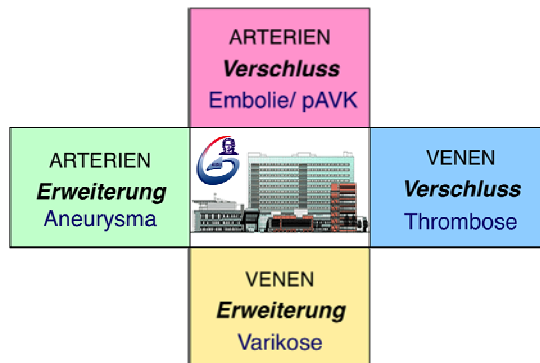 ARTERIEN
Verschluss
Embolie/ pAVK
ARTERIEN
Erweiterung
Aneurysma
VENEN
Verschluss
Thrombose
VENEN
Erweiterung
Varikose